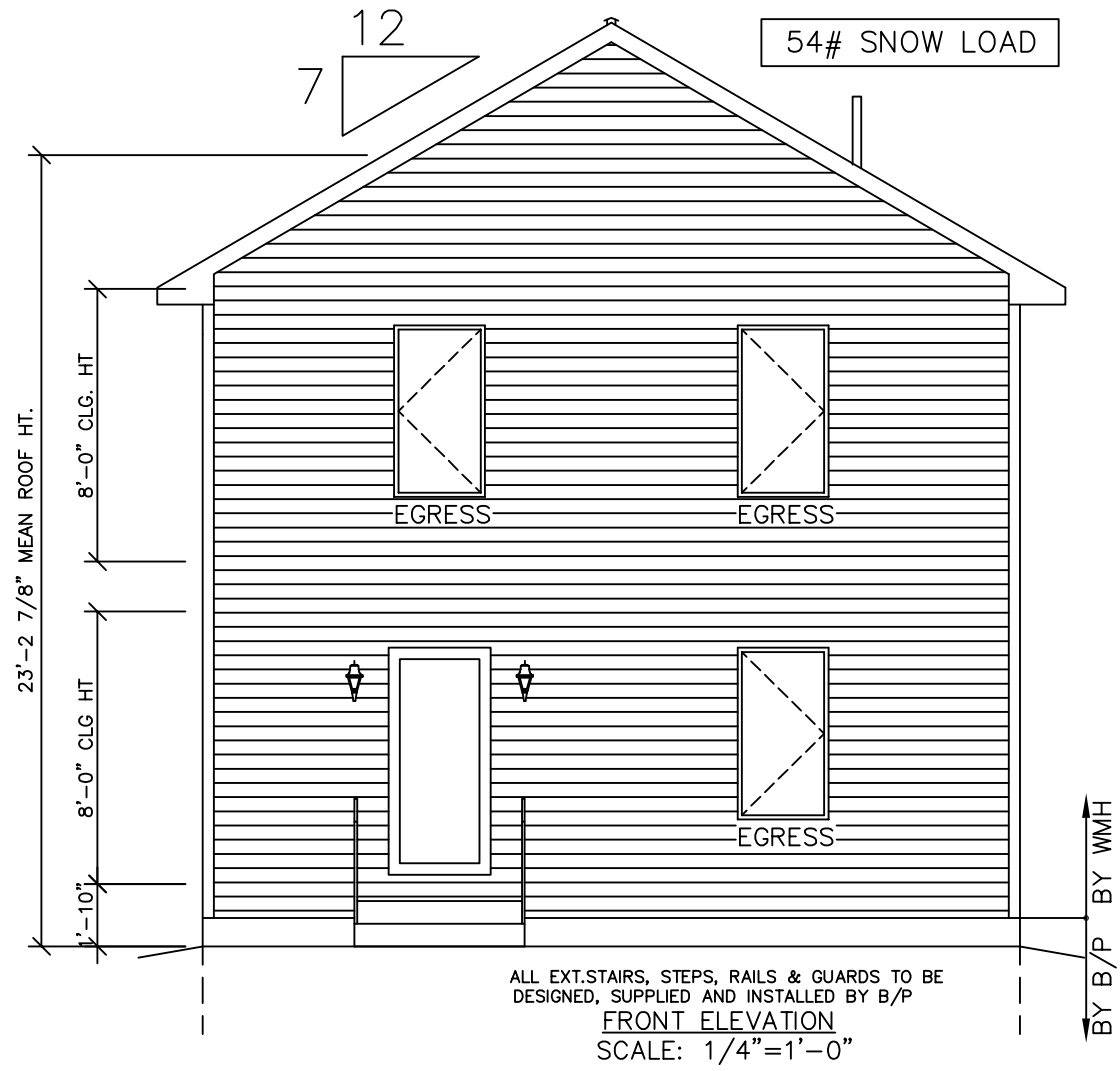 12
7
54# SNOW LOAD
23'-2 7/8" MEAN ROOF HT.
8'-0" CLG. HT
8'-0" CLG HT
1'-10"
EGRESS
EGRESS
EGRESS
BY WMH
BY B/P
ALL EXT.STAIRS, STEPS, RAILS & GUARDS TO BE
DESIGNED, SUPPLIED AND INSTALLED BY B/P
FRONT ELEVATION
SCALE: 1/4"=1'-0"